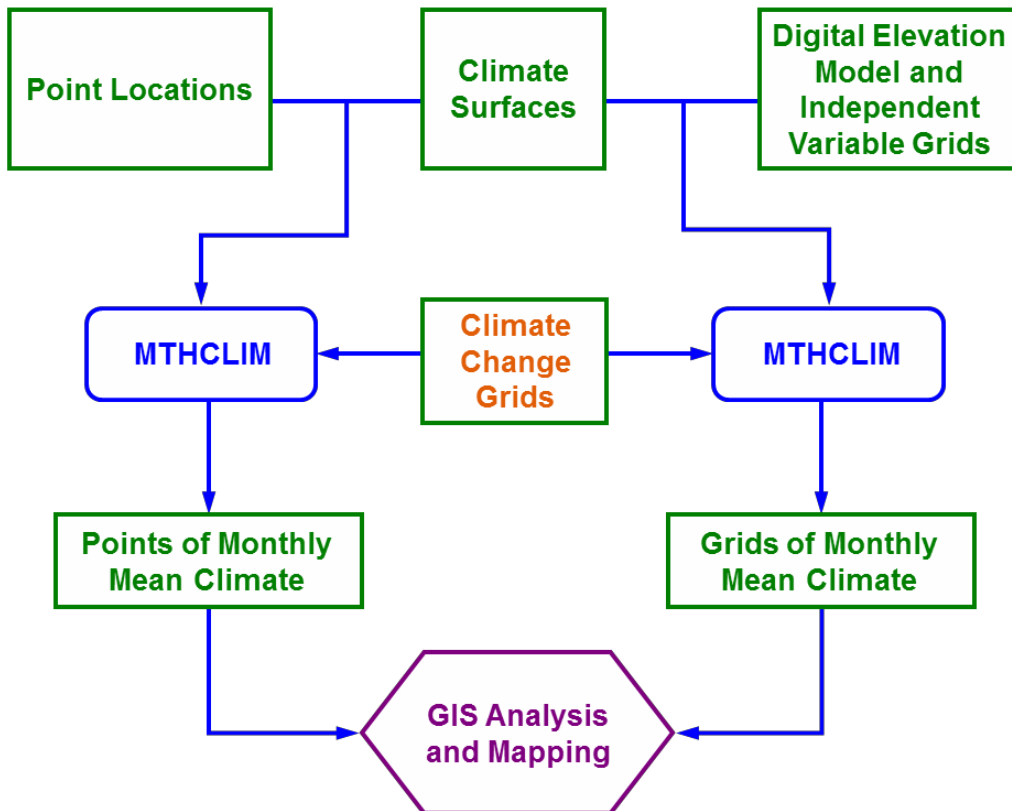 Point Locations
Climate
Surfaces
Digital Elevation
Model and
Independent
Variable Grids
MTHCLIM
Climate
Change
Grids
MTHCLIM
Points of Monthly
Mean Climate
Grids of Monthly
Mean Climate
GIS Analysis
and Mapping